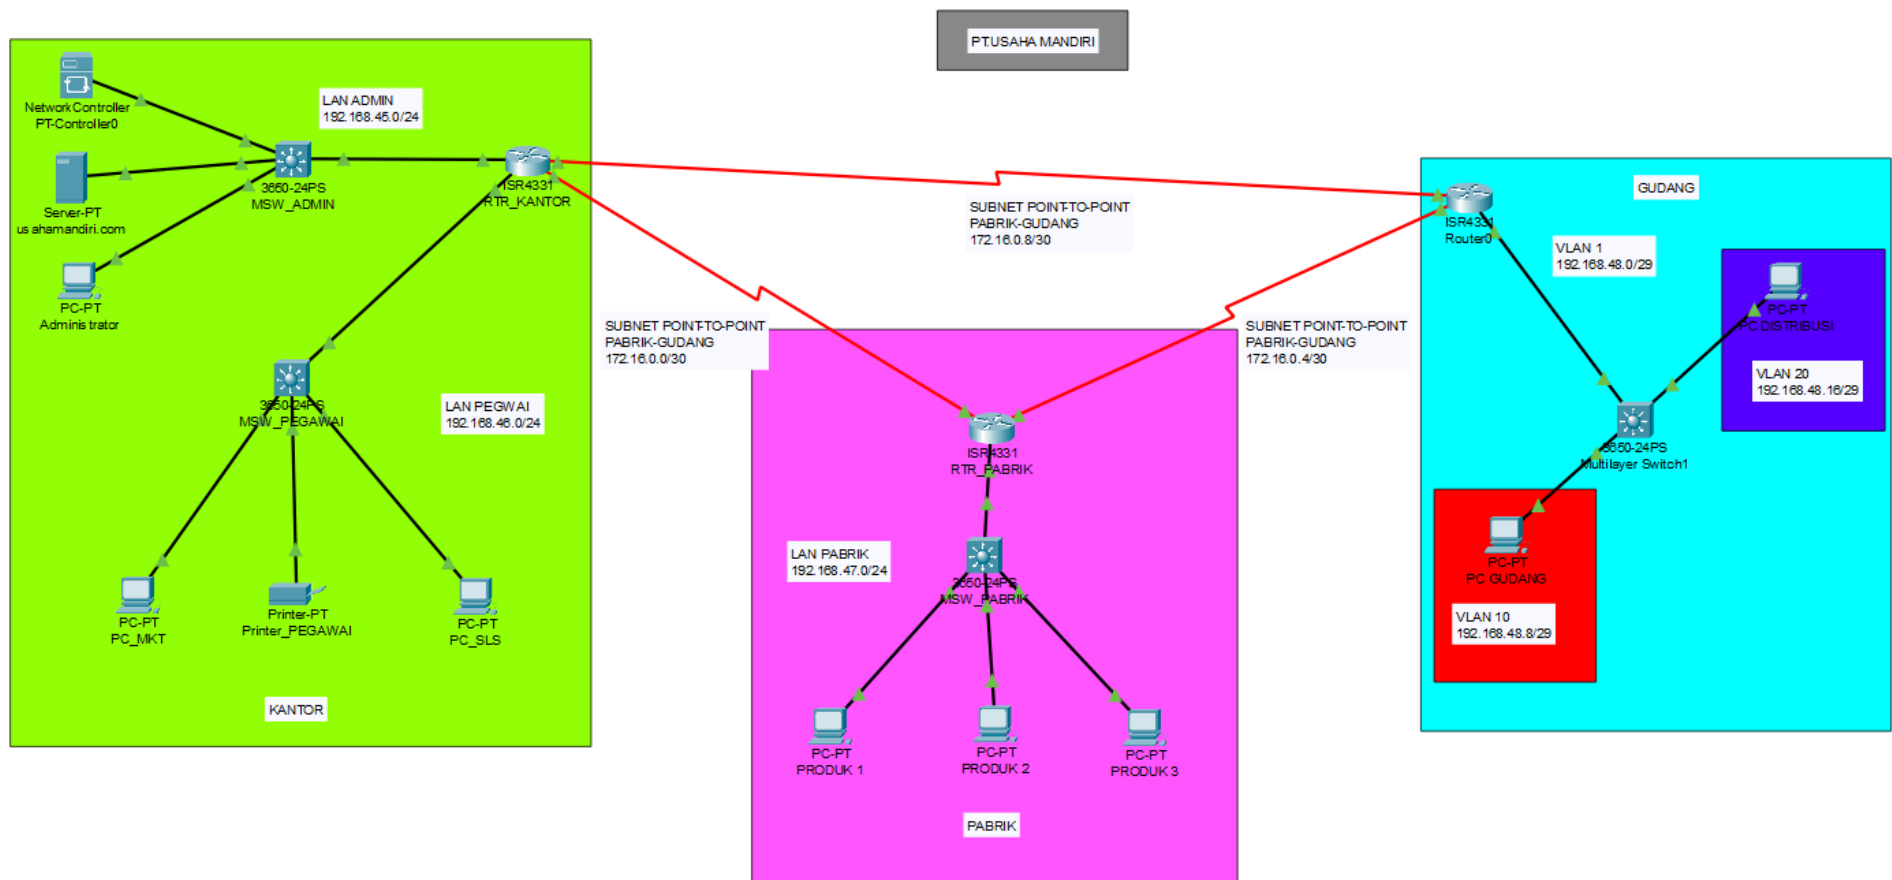 PT.USAHA MANDIRI
NetworkController
PT-Controller0
LAN ADMIN
192.168.45.0/24
3650-24PS
MSW_ADMIN
ISR4331
RTR_KANTOR
Server-PT
usahamandiri.com
PC-PT
Administrator
3650-24PS
MSW_PEGAWAI
LAN PEGWAI
192.168.46.0/24
PC-PT
PC_MKT
Printer-PT
Printer_PEGAWAI
PC-PT
PC_SLS
KANTOR
SUBNET POINT-TO-POINT
PABRIK-GUDANG
172.16.0.8/30
SUBNET POINT-TO-POINT
PABRIK-GUDANG
172.16.0.0/30
SUBNET POINT-TO-POINT
PABRIK-GUDANG
172.16.0.4/30
ISR4331
RTR_PABRIK
LAN PABRIK
192.168.47.0/24
3650-24PS
MSW_PABRIK
PC-PT
PRODUK 1
PC-PT
PRODUK 2
PC-PT
PRODUK 3
PABRIK
GUDANG
ISR4331
Router0
VLAN 1
192.168.48.0/29
PC-PT
PC DISTRIBUSI
VLAN 20
192.168.48.16/29
3650-24PS
Multilayer Switch1
PC-PT
PC GUDANG
VLAN 10
192.168.48.8/29